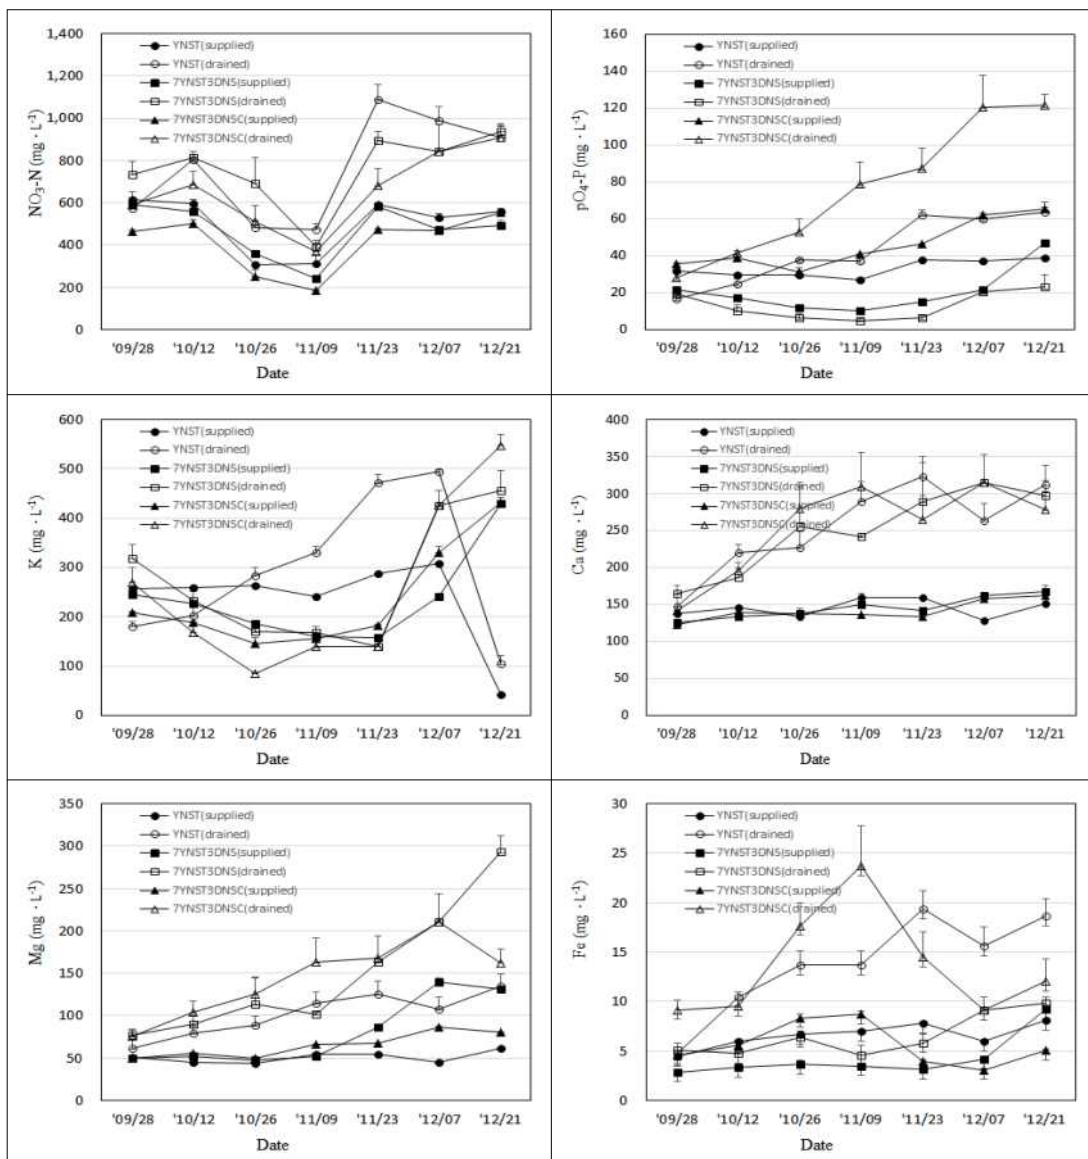 1,400
1,200
1,000
800
600
400
200
0
NO3-N (mg · L-1)
YNST(supplied)
YNST(drained)
7YNST3DNS(supplied)
7YNST3DNS(drained)
7YNST3DNSC(supplied)
7YNST3DNSC(drained)
'09/28 '10/12 '10/26 '11/09 '11/23 '12/07 '12/21
Date
160
140
120
100
80
60
40
20
0
pO4-P (mg · L-1)
YNST(supplied)
YNST(drained)
7YNST3DNS(supplied)
7YNST3DNS(drained)
7YNST3DNSC(supplied)
7YNST3DNSC(drained)
'09/28 '10/12 '10/26 '11/09 '11/23 '12/07 '12/21
Date
600
500
400
300
200
100
0
K (mg · L-1)
YNST(supplied)
YNST(drained)
7YNST3DNS(supplied)
7YNST3DNS(drained)
7YNST3DNSC(supplied)
7YNST3DNSC(drained)
'09/28 '10/12 '10/26 '11/09 '11/23 '12/07 '12/21
Date
400
350
300
250
200
150
100
50
0
Ca (mg · L-1)
YNST(supplied)
YNST(drained)
7YNST3DNS(supplied)
7YNST3DNS(drained)
7YNST3DNSC(supplied)
7YNST3DNSC(drained)
'09/28 '10/12 '10/26 '11/09 '11/23 '12/07 '12/21
Date
350
300
250
200
150
100
50
0
Mg (mg · L-1)
YNST(supplied)
YNST(drained)
7YNST3DNS(supplied)
7YNST3DNS(drained)
7YNST3DNSC(supplied)
7YNST3DNSC(drained)
'09/28 '10/12 '10/26 '11/09 '11/23 '12/07 '12/21
Date
30
25
20
15
10
5
0
Fe (mg · L-1)
YNST(supplied)
YNST(drained)
7YNST3DNS(supplied)
7YNST3DNS(drained)
7YNST3DNSC(supplied)
7YNST3DNSC(drained)
'09/28 '10/12 '10/26 '11/09 '11/23 '12/07 '12/21
Date